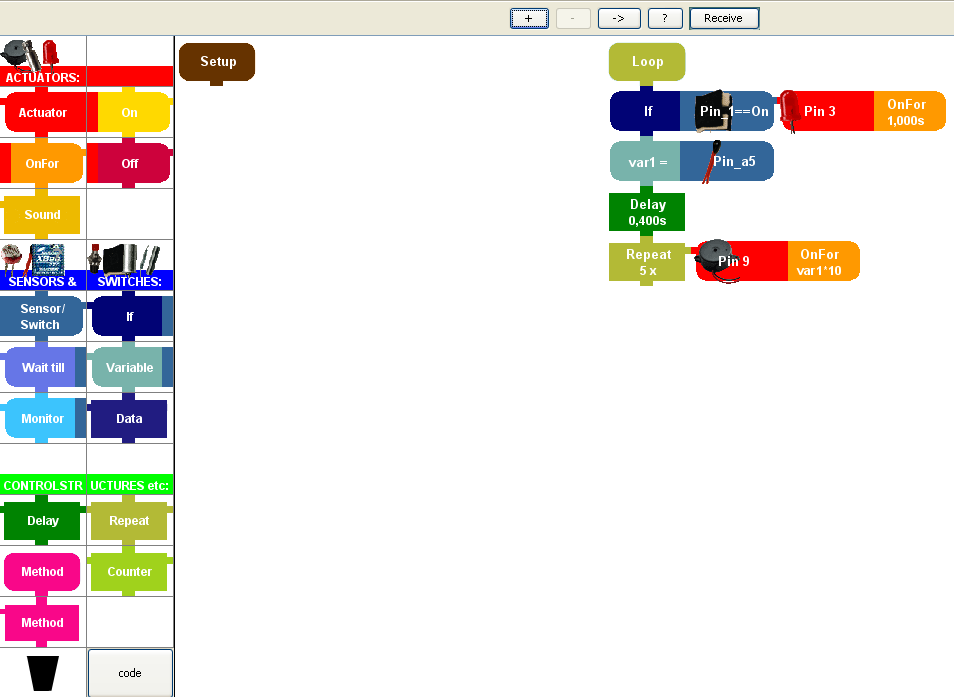 + - -> ? Receive
ACTUATORS:
Actuator On
OnFor Off
Sound
SENSORS & SWITCHES:
Sensor/
Switch
If
Wait till Variable
Monitor Data
CONTROLSTR UCTURES etc:
Delay Repeat
Method Counter
Method
code
Setup
Loop
If Pin_1==On Pin 3 OnFor
1,000s
var1 = Pin_a5
Delay
0,400s
Repeat
5 x
Pin 9
OnFor
var1*10